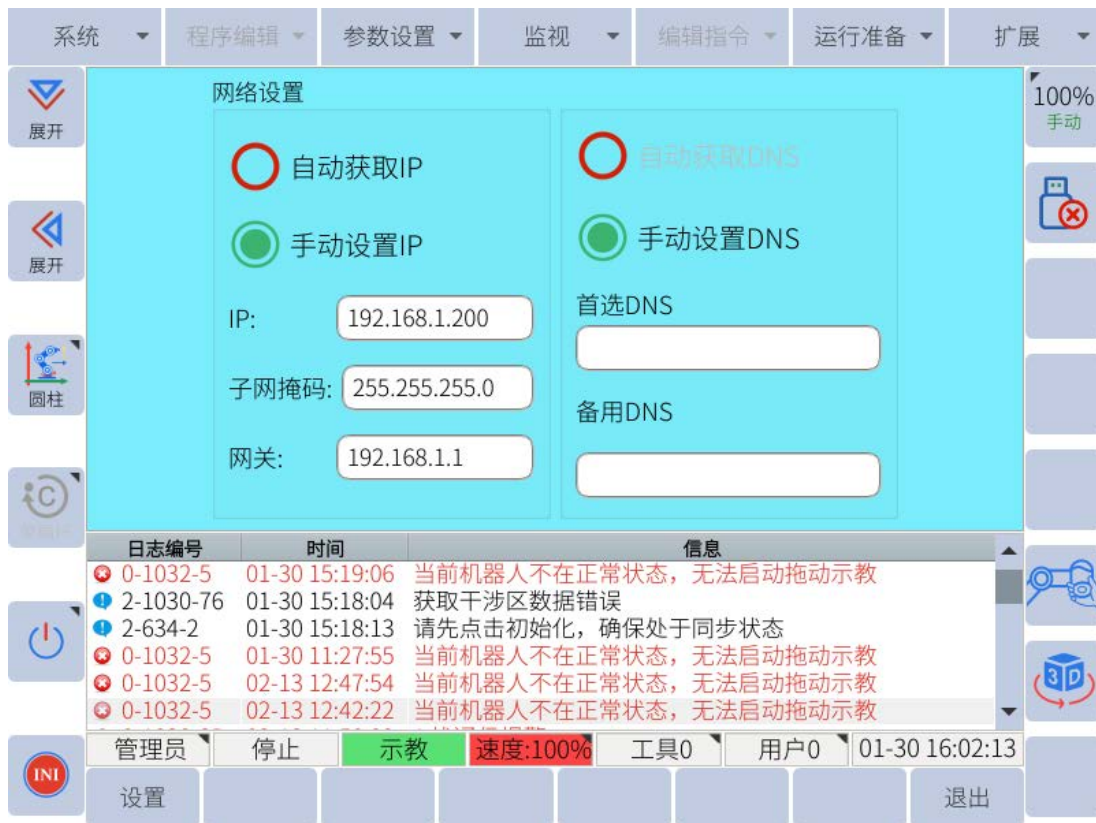 系统 程序编辑 参数设置 监视 编辑指令 运行准备 扩展
展开
网络设置
100%
手动
自动获取IP
自动获取DNS
展开
手动设置IP
手动设置DNS
IP: 192.168.1.200
首选DNS
圆柱
子网掩码: 255.255.255.0
备用DNS
网关: 192.168.1.1
C
日志编号 时间 信息
0-1032-5 01-30 15:19:06 当前机器人不在正常状态，无法启动拖动示教
2-1030-76 01-30 15:18:04 获取干涉区数据错误
2-634-2 01-30 15:18:13 请先点击初始化，确保处于同步状态
0-1032-5 01-30 11:27:55 当前机器人不在正常状态，无法启动拖动示教
0-1032-5 02-13 12:47:54 当前机器人不在正常状态，无法启动拖动示教
0-1032-5 02-13 12:42:22 当前机器人不在正常状态，无法启动拖动示教
3D
管理员 停止 示教 速度:100% 工具0 用户0 01-30 16:02:13
INI
设置 退出